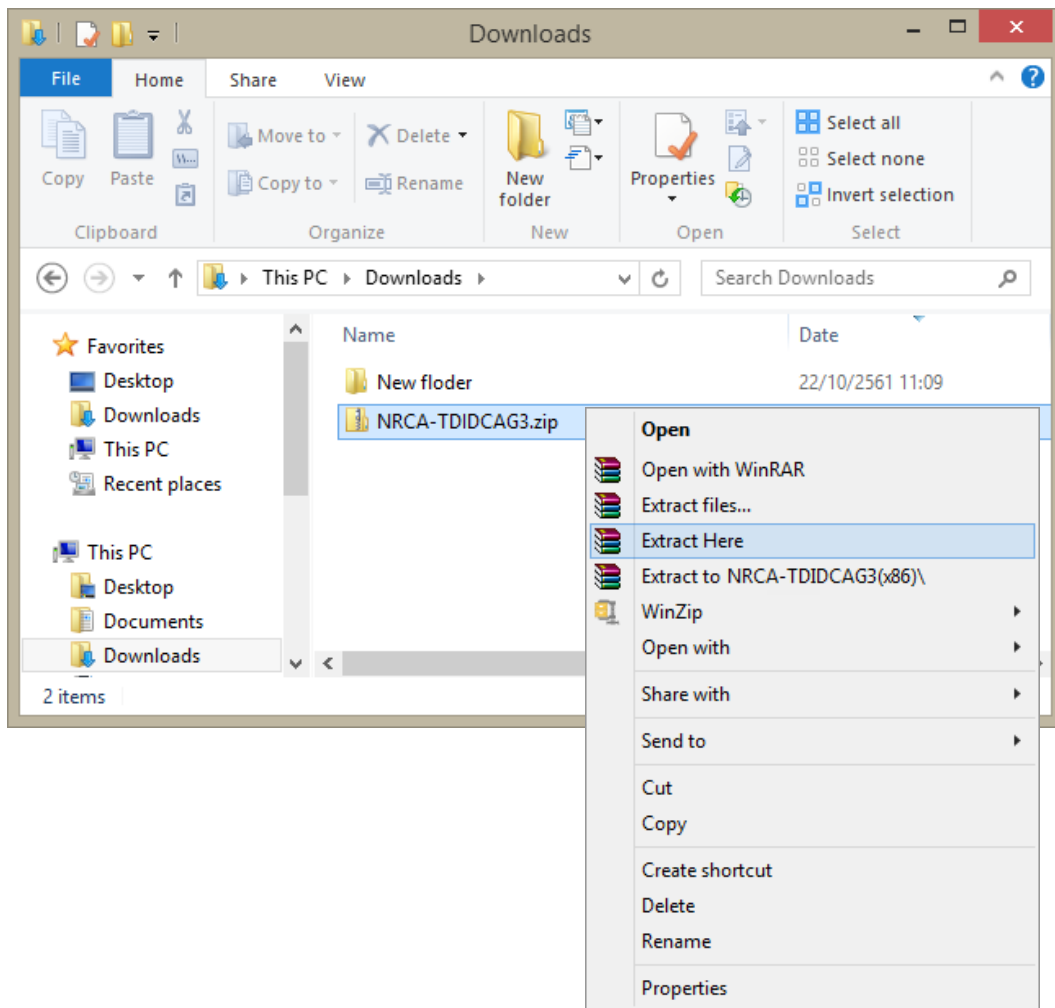 Downloads
File Home Share View
Copy
Paste
Move to
Copy to
Delete
Rename
New
folder
Properties
Select all
Select none
Invert selection
Clipboard Organize New Open Select
This PC Downloads
Search Downloads
Favorites
Desktop
Downloads
This PC
Recent places
This PC
Desktop
Documents
Downloads
Name Date
New floder 22/10/2561 11:09
NRCA-TDIDCAG3.zip
Open
Open with WinRAR
Extract files...
Extract Here
Extract to NRCA-TDIDCAG3(x86)\
WinZip
Open with
Share with
Send to
Cut
Copy
Create shortcut
Delete
Rename
Properties
2 items